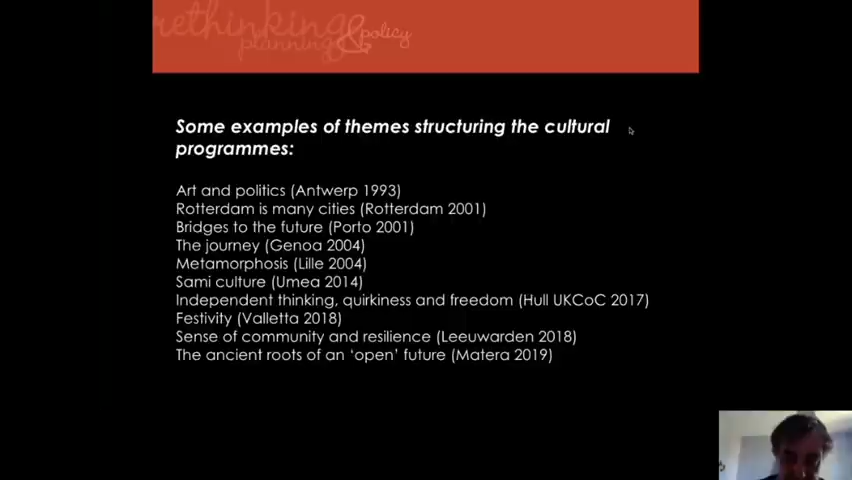 rethinking
planning & policy
Some examples of themes structuring the cultural
programmes:
Art and politics (Antwerp 1993)
Rotterdam is many cities (Rotterdam 2001)
Bridges to the future (Porto 2001)
The journey (Genoa 2004)
Metamorphosis (Lille 2004)
Sami culture (Umea 2014)
Independent thinking, quirkiness and freedom (Hull UKCoC 2017)
Festivity (Valletta 2018)
Sense of community and resilience (Leeuwarden 2018)
The ancient roots of an ‘open’ future (Matera 2019)